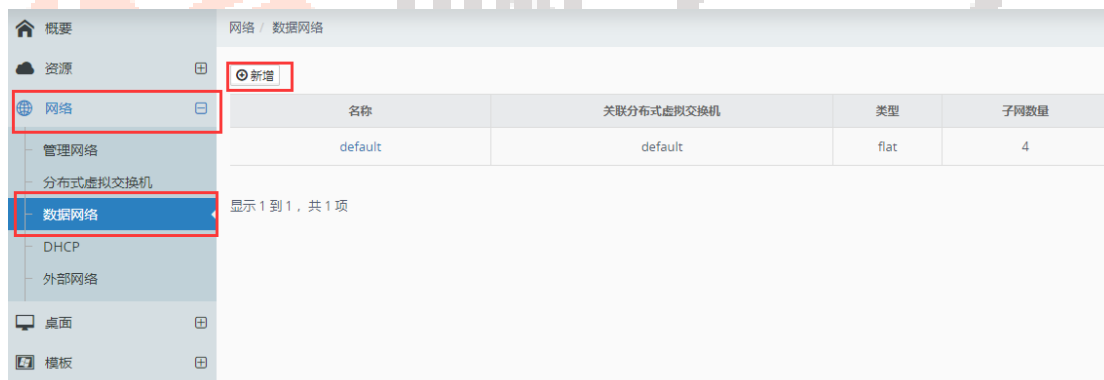 概要
网络 / 数据网络
资源
新增
网络
名称 关联分布式虚拟交换机 类型 子网数量
default default flat 4
管理网络
分布式虚拟交换机
数据网络
显示 1 到 1 , 共 1 项
DHCP
外部网络
桌面
模板